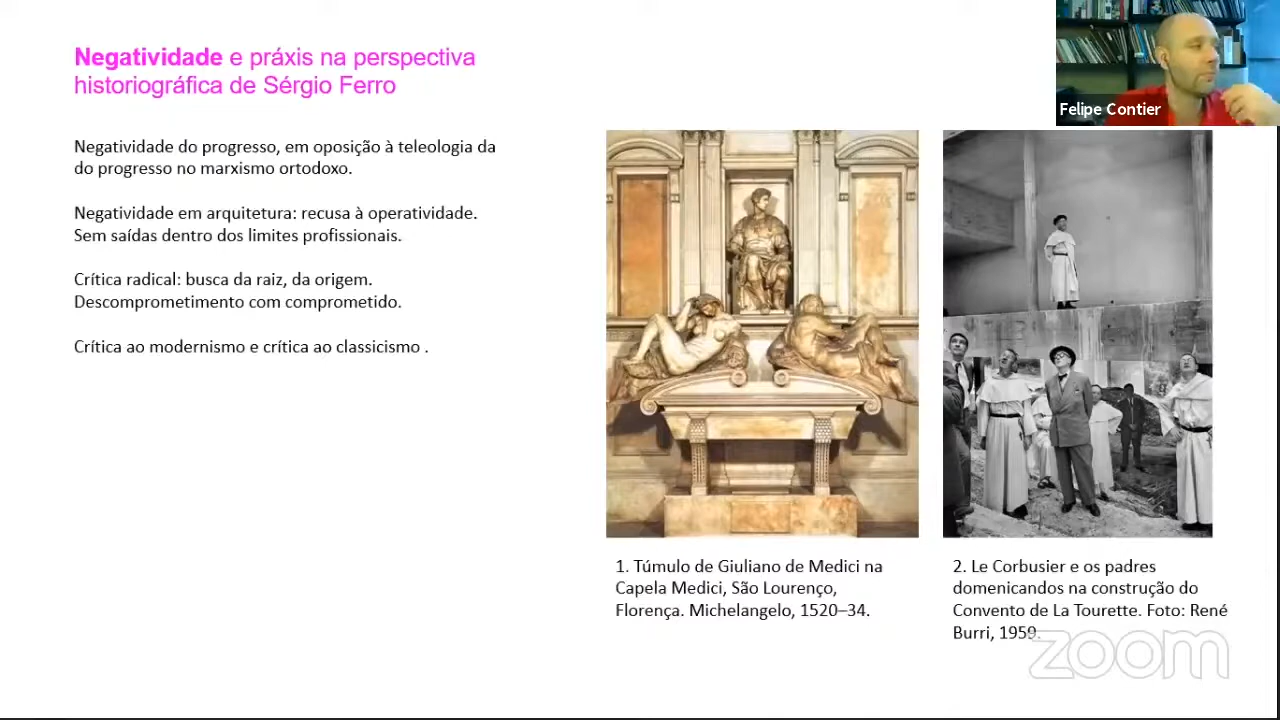 Negatividade e práxis na perspectiva
historiográfica de Sérgio Ferro
Felipe Contier
Negatividade do progresso, em oposição à teleologia da
do progresso no marxismo ortodoxo.
Negatividade em arquitetura: recusa à operatividade.
Sem saídas dentro dos limites profissionais.
Crítica radical: busca da raiz, da origem.
Descomprometimento com comprometido.
Crítica ao modernismo e crítica ao classicismo .
1. Túmulo de Giuliano de Medici na
Capela Medici, São Lourenço,
Florença. Michelangelo, 1520–34.
2. Le Corbusier e os padres
domenicandos na construção do
Convento de La Tourette. Foto: René
Burri, 1959.
zoom